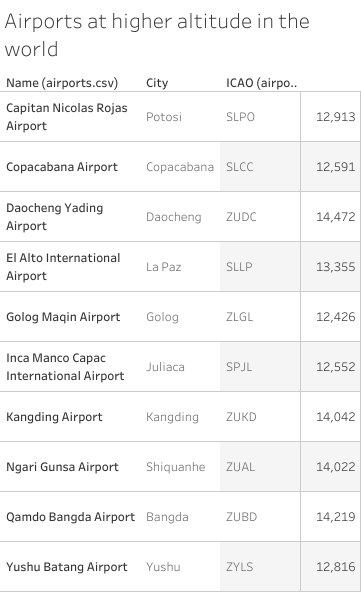 Airports at higher altitude in the
world
Name (airports.csv) City ICAO (airpo..
Capitan Nicolas Rojas
Airport Potosi SLPO 12,913
Copacabana Airport Copacabana SLCC 12,591
Daocheng Yading
Airport Daocheng ZUDC 14,472
El Alto International
Airport La Paz SLLP 13,355
Golog Maqin Airport Golog ZLGL 12,426
Inca Manco Capac
International Airport Juliaca SPJL 12,552
Kangding Airport Kangding ZUKD 14,042
Ngari Gunsa Airport Shiquanhe ZUAL 14,022
Qamdo Bangda Airport Bangda ZUBD 14,219
Yushu Batang Airport Yushu ZYLS 12,816